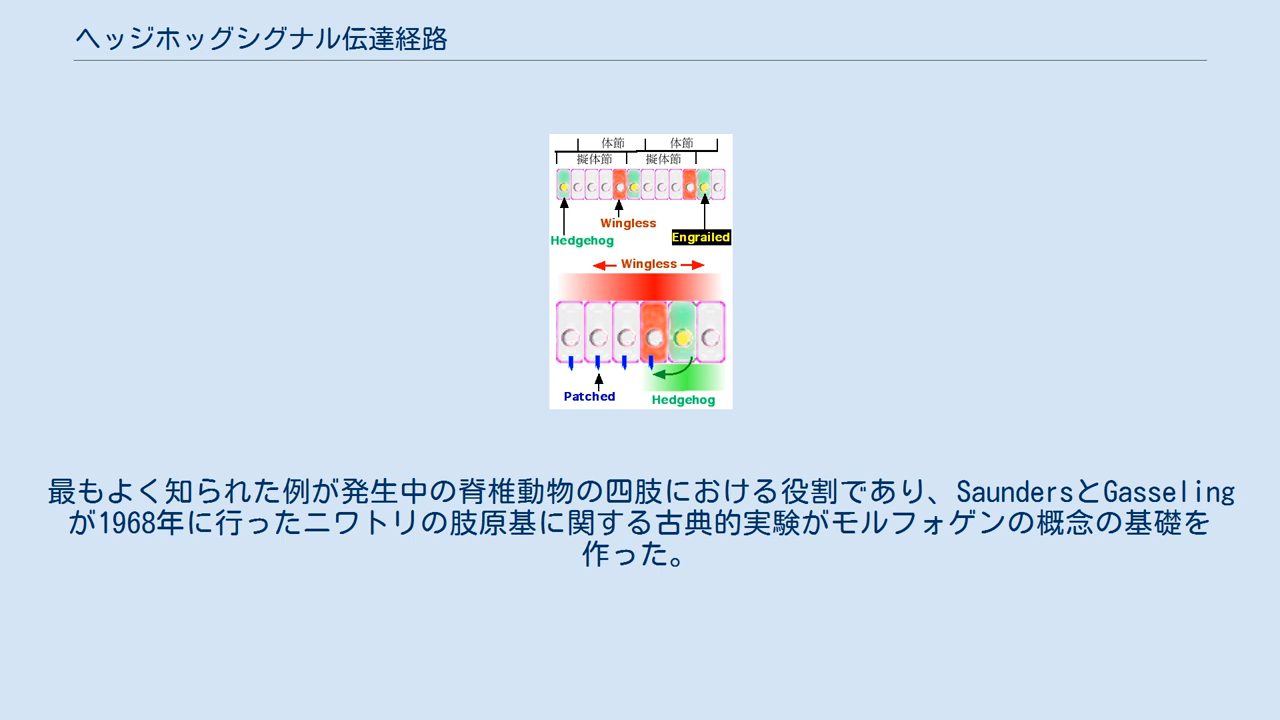 ヘッジホッグシグナル伝達経路
体節 体節
擬体節 擬体節
Wingless
Hedgehog
Engrailed
Wingless
Patched
Hedgehog
最もよく知られた例が発生中の脊椎動物の四肢における役割であり、SaundersとGasseling
が1968年に行ったニワトリの肢原基に関する古典的実験がモルフォゲンの概念の基礎を
作った。